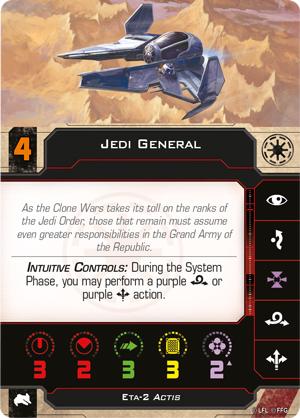 4
JEDI GENERAL
As the Clone Wars takes its toll on the ranks of
the Jedi Order, those that remain must assume
even greater responsibilities in the Grand Army of
the Republic.
INTUITIVE CONTROLS: During the System
Phase, you may perform a purple or
purple action.
3 2 3 3 2
ETA-2 ACTIS
© LFL © FFG